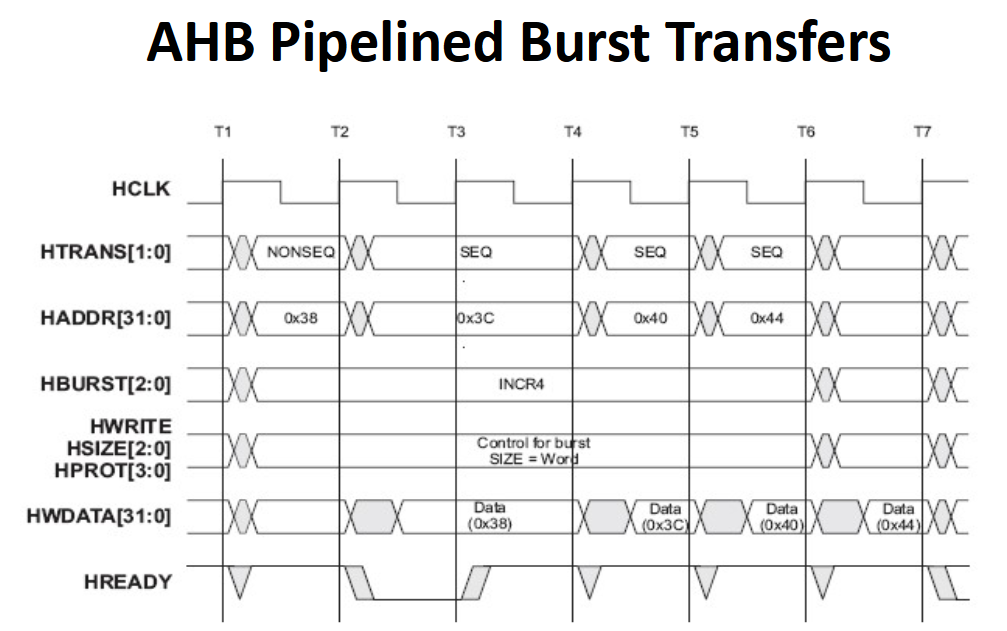 AHB Pipelined Burst Transfers
T1 T2 T3 T4 T5 T6 T7
HCLK
HTRANS[1:0] NONSEQ SEQ SEQ SEQ
HADDR[31:0] 0x38 0x3C 0x40 0x44
HBURST[2:0] INCR4
HWRITE
HSIZE[2:0]
HPROT[3:0]
Control for burst
SIZE = Word
HWDATA[31:0]
Data
(0x38)
Data
(0x3C)
Data
(0x40)
Data
(0x44)
HREADY